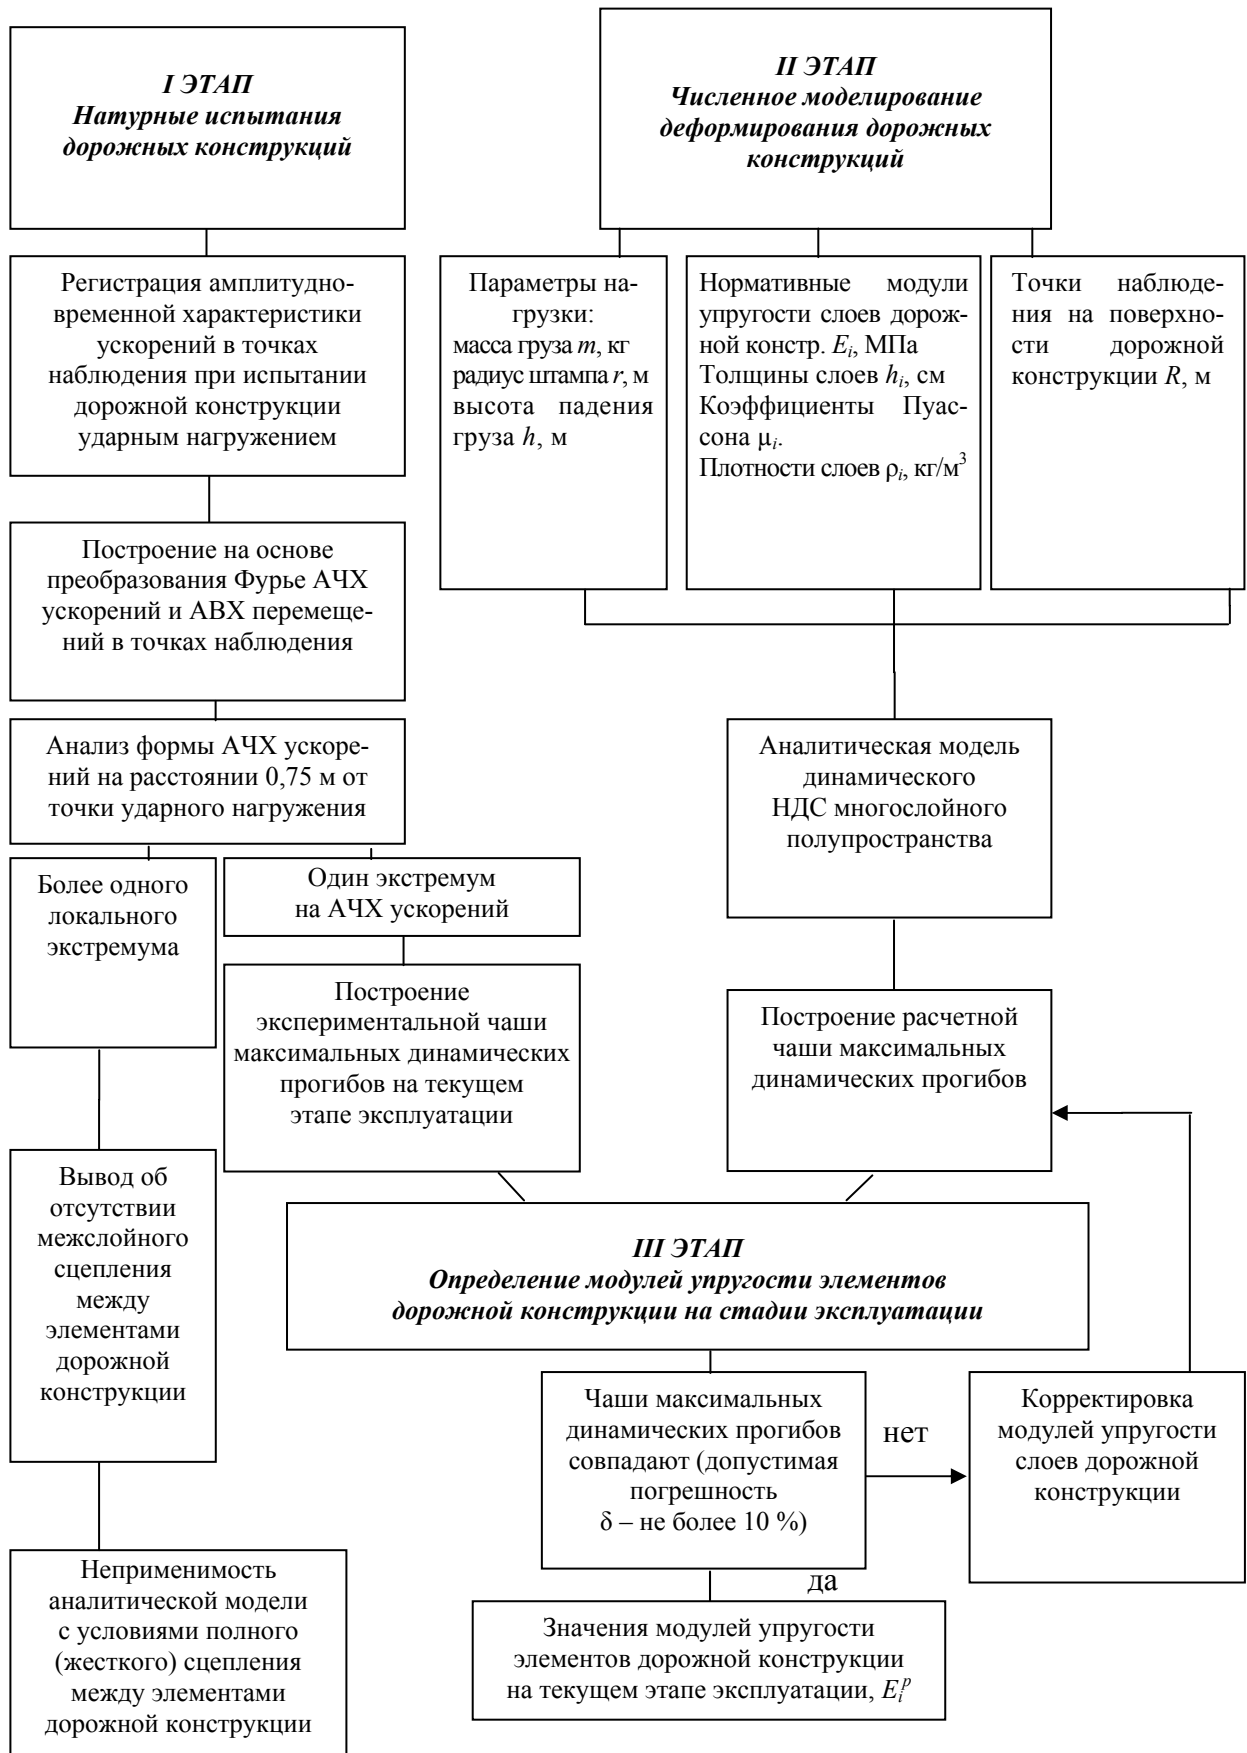 I ЭТАП
Натурные испытания
дорожных конструкций
II ЭТАП
Численное моделирование
деформирования дорожных
конструкций
Регистрация амплитудно-
временной характеристики
ускорений в точках
наблюдения при испытании
дорожной конструкции
ударным нагружением
Параметры на-
грузки:
масса груза m, кг
радиус штампа r, м
высота падения
груза h, м
Нормативные модули
упругости слоев дорож-
ной констр. Ei, МПа
Толщины слоев hi, см
Коэффициенты Пуас-
сона μi.
Плотности слоев ρi, кг/м³
Точки наблюде-
ния на поверхно-
сти дорожной
конструкции R, м
Построение на основе
преобразования Фурье АЧХ
ускорений и АВХ перемеще-
ний в точках наблюдения
Анализ формы АЧХ ускоре-
ний на расстоянии 0,75 м от
точки ударного нагружения
Аналитическая модель
динамического
НДС многослойного
полупространства
Более одного
локального
экстремума
Один экстремум
на АЧХ ускорений
Построение
экспериментальной чаши
максимальных динамических
прогибов на текущем
этапе эксплуатации
Построение расчетной
чаши максимальных
динамических прогибов
Вывод об
отсутствии
межслойного
сцепления
между
элементами
дорожной
конструкции
III ЭТАП
Определение модулей упругости элементов
дорожной конструкции на стадии эксплуатации
Чаши максимальных
динамических прогибов
совпадают (допустимая
погрешность
δ – не более 10 %)
нет
Корректировка
модулей упругости
слоев дорожной
конструкции
да
Неприменимость
аналитической модели
с условиями полного
(жесткого) сцепления
между элементами
дорожной конструкции
Значения модулей упругости
элементов дорожной конструкции
на текущем этапе эксплуатации, Eip